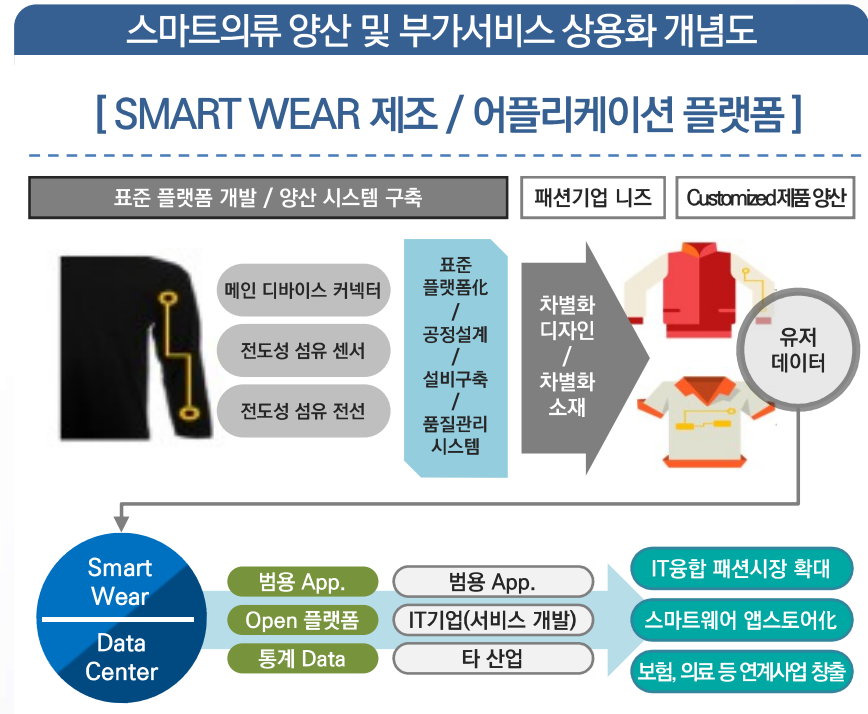 스마트의류 양산 및 부가서비스 상용화 개념도
[ SMART WEAR 제조 / 어플리케이션 플랫폼 ]
표준 플랫폼 개발 / 양산 시스템 구축
패션기업 니즈
Customized제품 양산
메인 디바이스 커넥터
전도성 섬유 센서
전도성 섬유 전선
표준
플랫폼化
/
공정설계
/
설비구축
/
품질관리
시스템
차별화
디자인
/
차별화
소재
유저
데이터
Smart
Wear
Data
Center
범용 App.
Open 플랫폼
통계 Data
범용 App.
IT기업(서비스 개발)
타 산업
IT융합 패션시장 확대
스마트웨어 앱스토어化
보험, 의료 등 연계사업 창출